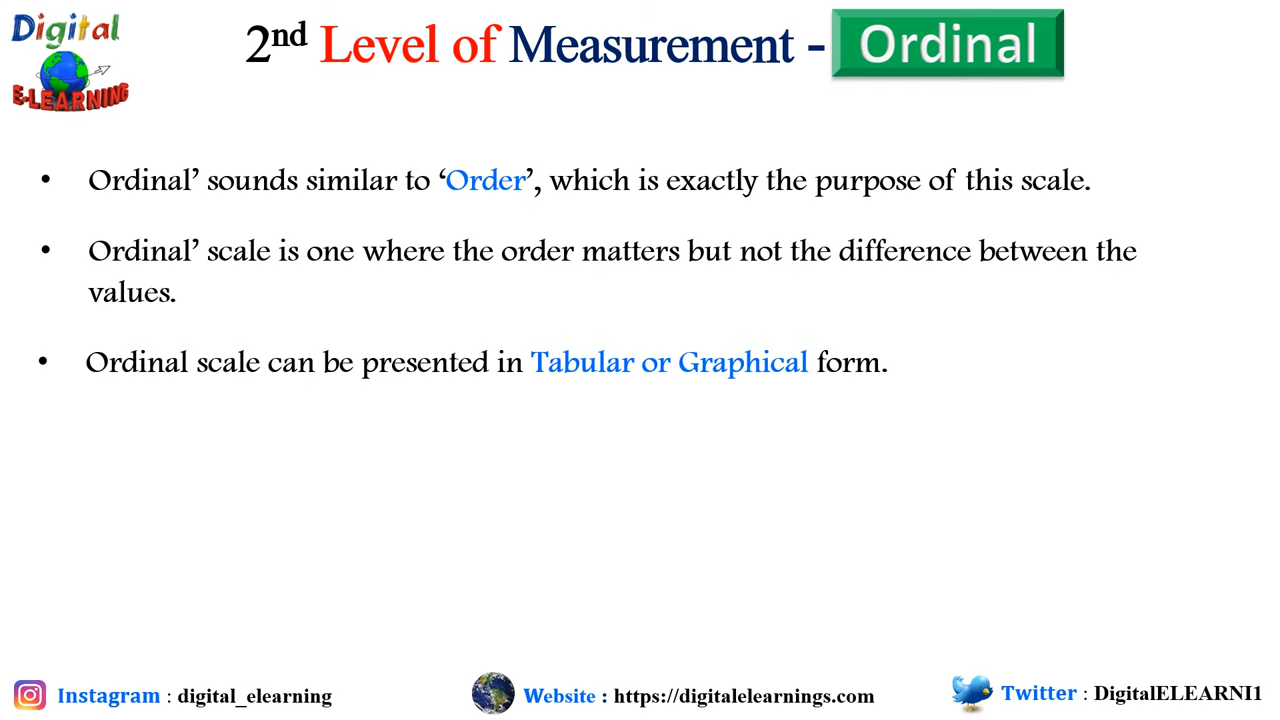 Digital
E-LEARNING
2nd Level of Measurement - Ordinal
• Ordinal’ sounds similar to ‘Order’, which is exactly the purpose of this scale.
• Ordinal’ scale is one where the order matters but not the difference between the
values.
• Ordinal scale can be presented in Tabular or Graphical form.
Instagram : digital_elearning
Website : https://digitalelearnings.com
Twitter : DigitalELEARNI1